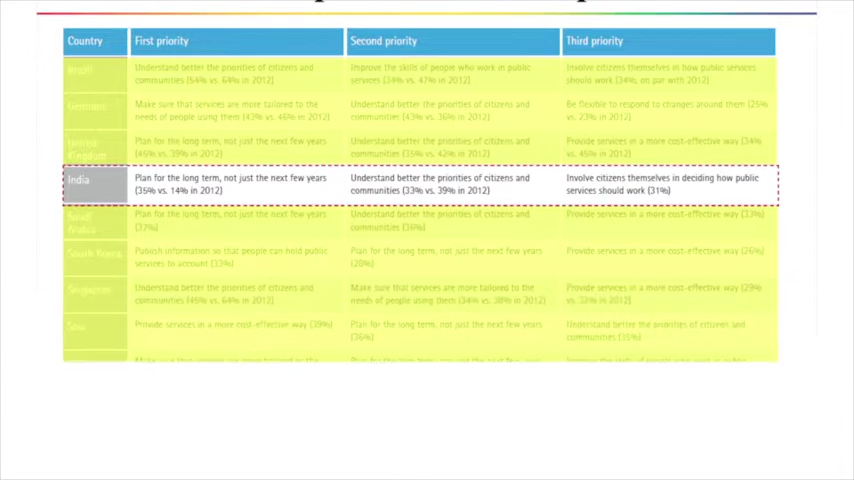 Country First priority Second priority Third priority
Brazil Understand better the priorities of citizens and Improve the skills of people who work in public Involve citizens themselves in how public services
communities (54% vs. 64% in 2012) services (34% vs. 47% in 2012) should work (34%, on par with 2012)
Germany Make sure that services are more tailored to the Understand better the priorities of citizens and Be flexible to respond to changes around them (25%
needs of people using them (43% vs. 46% in 2012) communities (43% vs. 36% in 2012) vs. 23% in 2012)
United Plan for the long term, not just the next few years Understand better the priorities of citizens and Provide services in a more cost-effective way (34%
Kingdom (45% vs. 39% in 2012) communities (35% vs. 42% in 2012) vs. 45% in 2012)
India Plan for the long term, not just the next few years Understand better the priorities of citizens and Involve citizens themselves in deciding how public
(35% vs. 14% in 2012) communities (33% vs. 39% in 2012) services should work (31%)
Saudi Plan for the long term, not just the next few years Understand better the priorities of citizens and Provide services in a more cost-effective way (33%)
Arabia (37%) communities (36%)
South Korea Publish information so that people can hold public Plan for the long term, not just the next few years Provide services in a more cost-effective way (26%)
services to account (33%) (28%)
Singapore Understand better the priorities of citizens and Make sure that services are more tailored to the Provide services in a more cost-effective way (29%
communities (45% vs. 64% in 2012) needs of people using them (34% vs. 38% in 2012) vs. 32% in 2012)
Provide services in a more cost-effective way (39%) Plan for the long term, not just the next few years Understand better the priorities of citizens and
(36%) communities (35%)